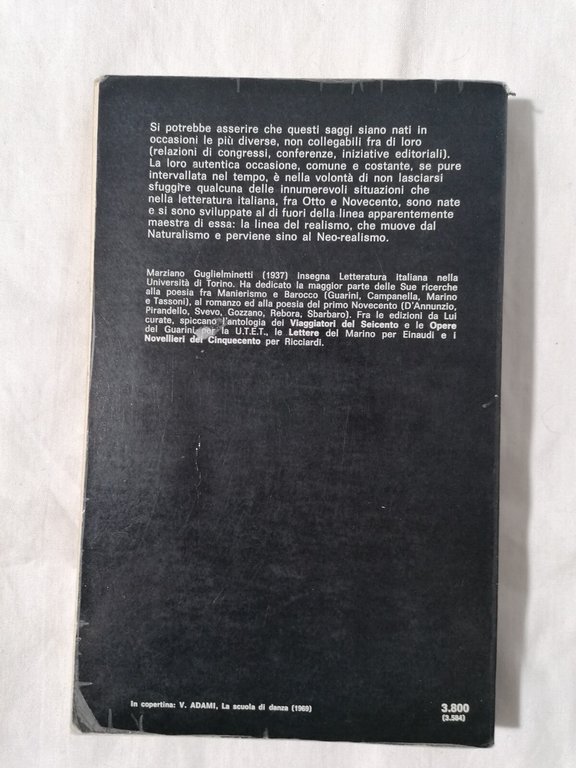 Si potrebbe asserire che questi saggi siano nati in
occasioni le più diverse, non collegabili fra di loro
(relazioni di congressi, conferenze, iniziative editoriali).
La loro autentica occasione, comune e costante, se pure
intervallata nel tempo, è nella volontà di non lasciarsi
sfuggire qualcuna delle innumerevoli situazioni che
nella letteratura italiana, fra Otto e Novecento, sono nate
e si sono sviluppate al di fuori della linea apparentemente
maestra di essa: la linea del realismo, che muove dal
Naturalismo e perviene sino al Neo-realismo.
Marziano Guglielminetti (1937) insegna Letteratura italiana nella
Università di Torino. Ha dedicato la maggior parte delle Sue ricerche
alla poesia fra Manierismo e Barocco (Guarini, Campanella, Marino
e Tassoni), al romanzo ed alla poesia del primo Novecento (D'Annunzio,
Pirandello, Svevo, Gozzano, Rebora, Sbarbaro). Fra le edizioni da Lui
curate, spiccano l'antologia dei Viaggiatori del Seicento e le Opere
del Guarini per la U.T.E.T., le Lettere del Marino per Einaudi e i
Novellieri del Cinquecento per Ricciardi.
In copertina: V. ADAMI, La scuola di danza (1969)
3.800
(3.584)